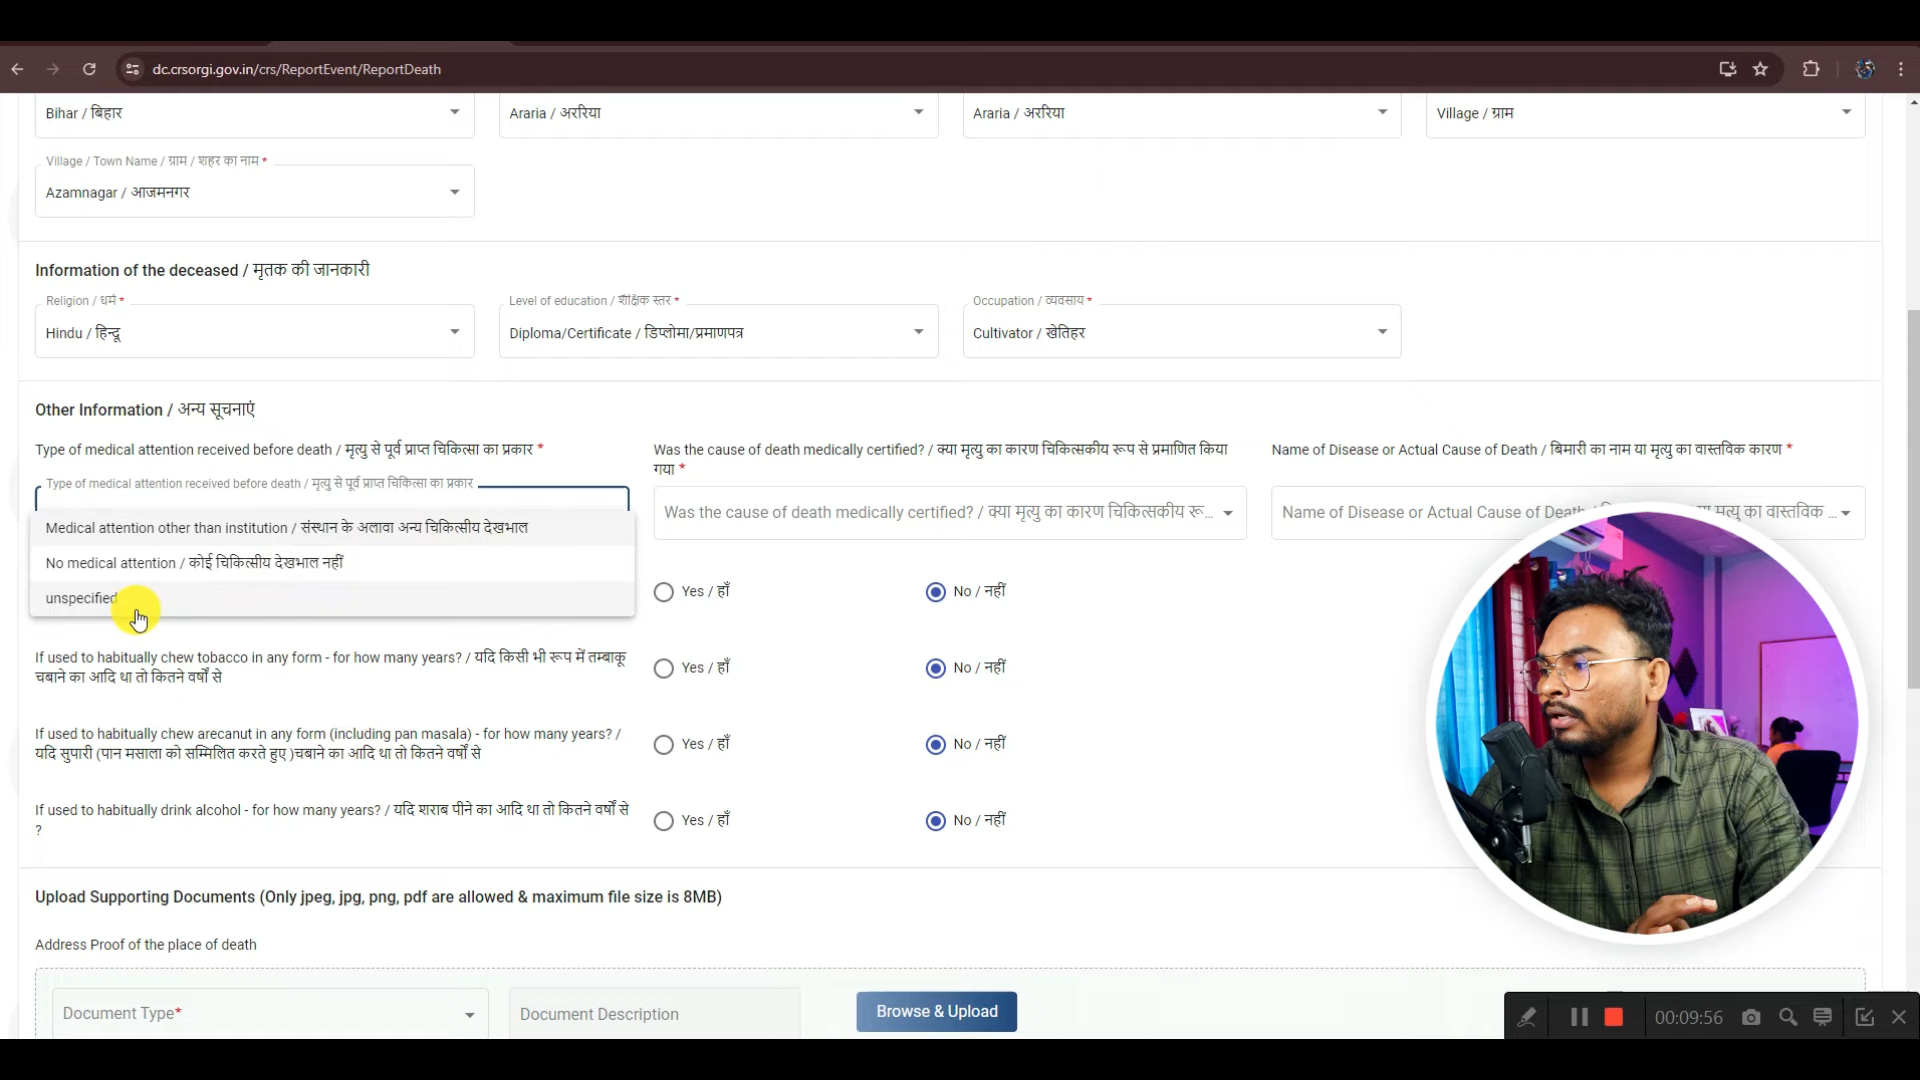 dc.crsorgi.gov.in/crs/ReportEvent/ReportDeath
Bihar / बिहार
Araria / अररिया
Araria / अररिया
Village / ग्राम
Village / Town Name / ग्राम / शहर का नाम *
Azamnagar / आजमनगर
Information of the deceased / मृतक की जानकारी
Religion / धर्म *
Level of education / शैक्षिक स्तर *
Occupation / व्यवसाय *
Hindu / हिन्दू
Diploma/Certificate / डिप्लोमा/प्रमाणपत्र
Cultivator / खेतिहर
Other Information / अन्य सूचनाएं
Type of medical attention received before death / मृत्यु से पूर्व प्राप्त चिकित्सा का प्रकार *
Was the cause of death medically certified? / क्या मृत्यु का कारण चिकित्सकीय रूप से प्रमाणित किया
गया *
Name of Disease or Actual Cause of Death / बिमारी का नाम या मृत्यु का वास्तविक कारण *
Type of medical attention received before death / मृत्यु से पूर्व प्राप्त चिकित्सा का प्रकार
Was the cause of death medically certified? / क्या मृत्यु का कारण चिकित्सकीय रू...
Name of Disease or Actual Cause of Death / मृत्यु का वास्तविक ...
Medical attention other than institution / संस्थान के अलावा अन्य चिकित्सीय देखभाल
No medical attention / कोई चिकित्सीय देखभाल नहीं
unspecified
Yes / हाँ
No / नहीं
If used to habitually chew tobacco in any form - for how many years? / यदि किसी भी रूप में तम्बाकू
चबाने का आदि था तो कितने वर्षों से
Yes / हाँ
No / नहीं
If used to habitually chew arecanut in any form (including pan masala) - for how many years? /
यदि सुपारी (पान मसाला को सम्मिलित करते हुए )चबाने का आदि था तो कितने वर्षों से
Yes / हाँ
No / नहीं
If used to habitually drink alcohol - for how many years? / यदि शराब पीने का आदि था तो कितने वर्षों से
?
Yes / हाँ
No / नहीं
Upload Supporting Documents (Only jpeg, jpg, png, pdf are allowed & maximum file size is 8MB)
Address Proof of the place of death
Document Type*
Document Description
Browse & Upload
00:09:56